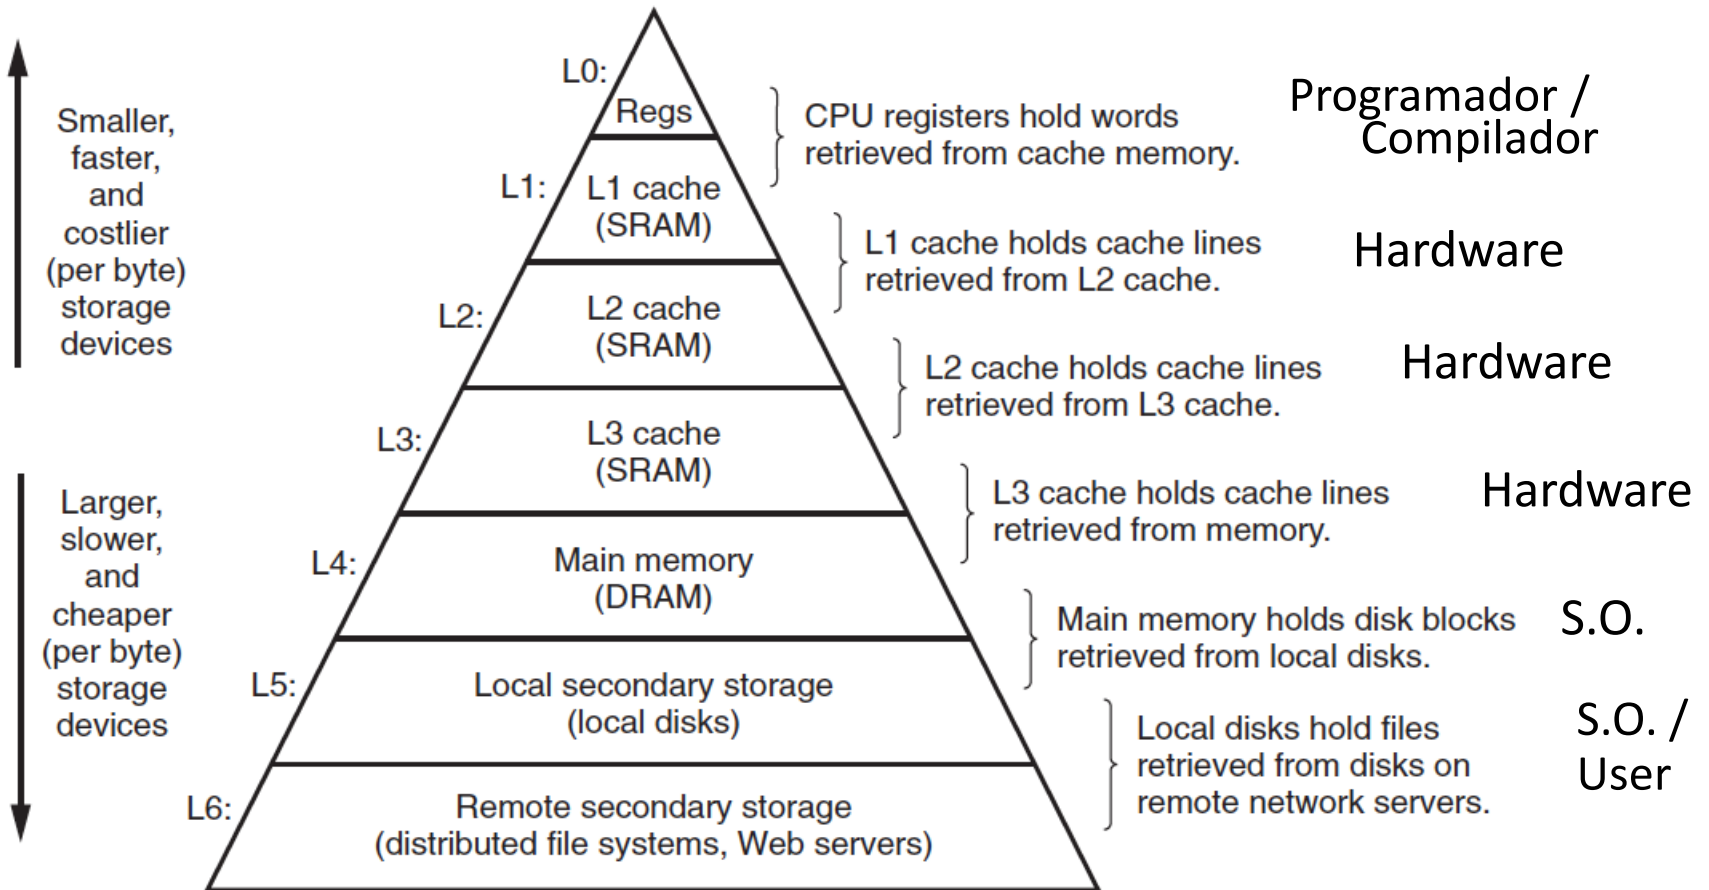 L0:
Regs
CPU registers hold words
retrieved from cache memory.
Programador /
Compilador
Smaller,
faster,
and
costlier
(per byte)
storage
devices
L1:
L1 cache
(SRAM)
L1 cache holds cache lines
retrieved from L2 cache.
Hardware
L2:
L2 cache
(SRAM)
L2 cache holds cache lines
retrieved from L3 cache.
Hardware
L3:
L3 cache
(SRAM)
L3 cache holds cache lines
retrieved from memory.
Hardware
Larger,
slower,
and
cheaper
(per byte)
storage
devices
L4:
Main memory
(DRAM)
Main memory holds disk blocks
retrieved from local disks.
S.O.
L5:
Local secondary storage
(local disks)
Local disks hold files
retrieved from disks on
remote network servers.
S.O. /
User
L6:
Remote secondary storage
(distributed file systems, Web servers)